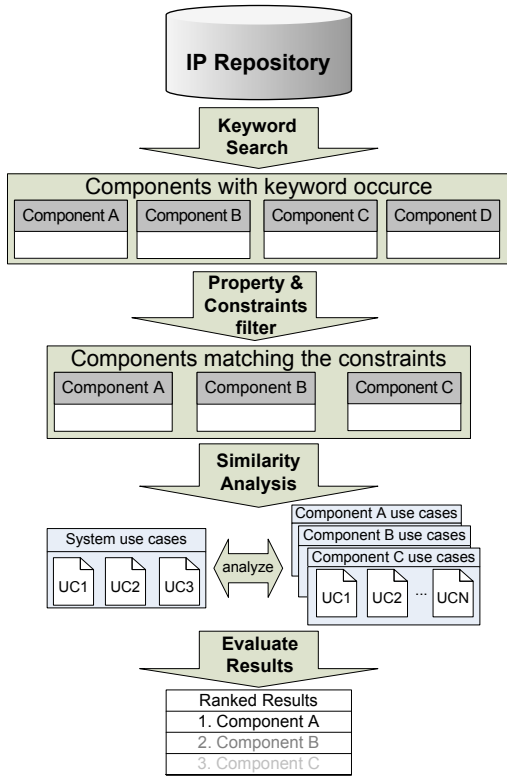 IP Repository
Keyword
Search
Components with keyword occurce
Component A Component B Component C Component D
Property &
Constraints
filter
Components matching the constraints
Component A Component B Component C
Similarity
Analysis
Component A use cases
Component B use cases
System use cases
analyze
Component C use cases
UC1 UC2 UC3
UC1 UC2 ... UCN
Evaluate
Results
Ranked Results
1. Component A
2. Component B
3. Component C